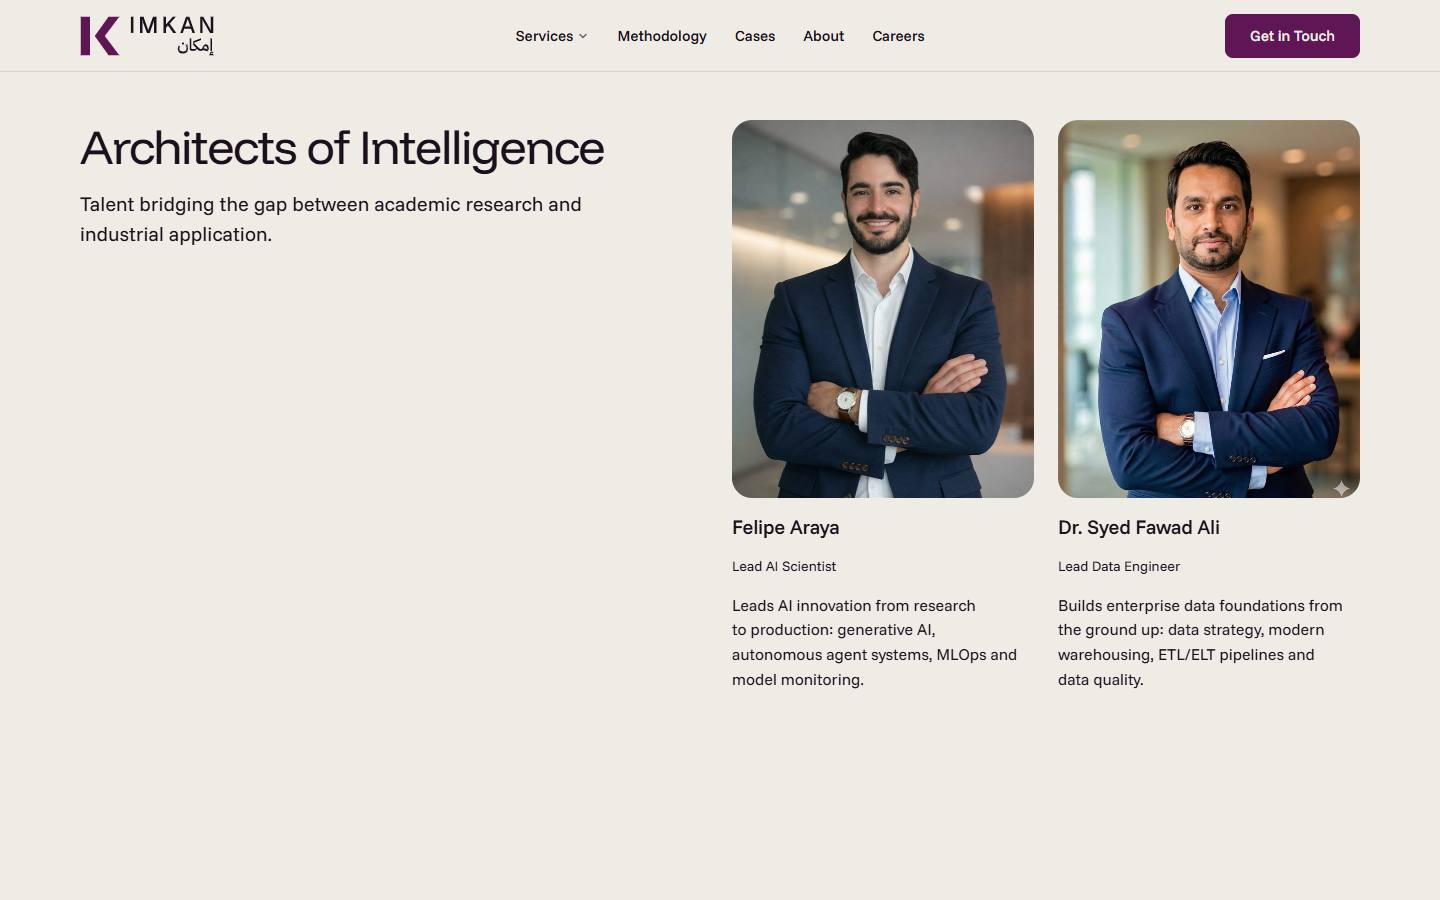 IMKAN
إمكان
Services
Methodology
Cases
About
Careers
Get in Touch
Architects of Intelligence
Talent bridging the gap between academic research and
industrial application.
Felipe Araya
Lead AI Scientist
Leads AI innovation from research
to production: generative AI,
autonomous agent systems, MLOps and
model monitoring.
Dr. Syed Fawad Ali
Lead Data Engineer
Builds enterprise data foundations from
the ground up: data strategy, modern
warehousing, ETL/ELT pipelines and
data quality.